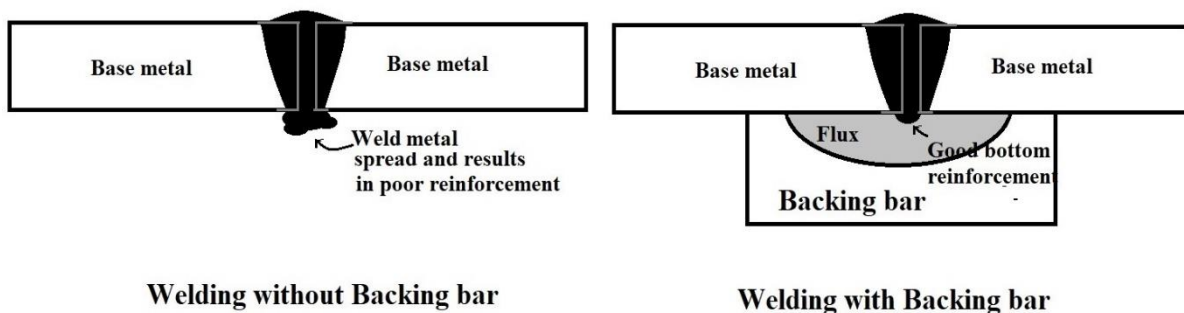 Base metal
Base metal
Weld metal
spread and results
in poor reinforcement
Welding without Backing bar
Base metal
Base metal
Flux
Good bottom
reinforcement
Backing bar
Welding with Backing bar